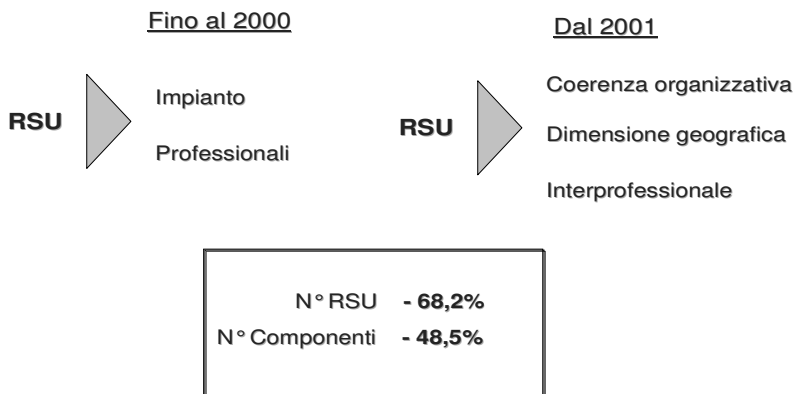 Fino al 2000
RSU
Impianto
Professionali
Dal 2001
RSU
Coerenza organizzativa
Dimensione geografica
Interprofessionale
N° RSU - 68,2%
N° Componenti - 48,5%